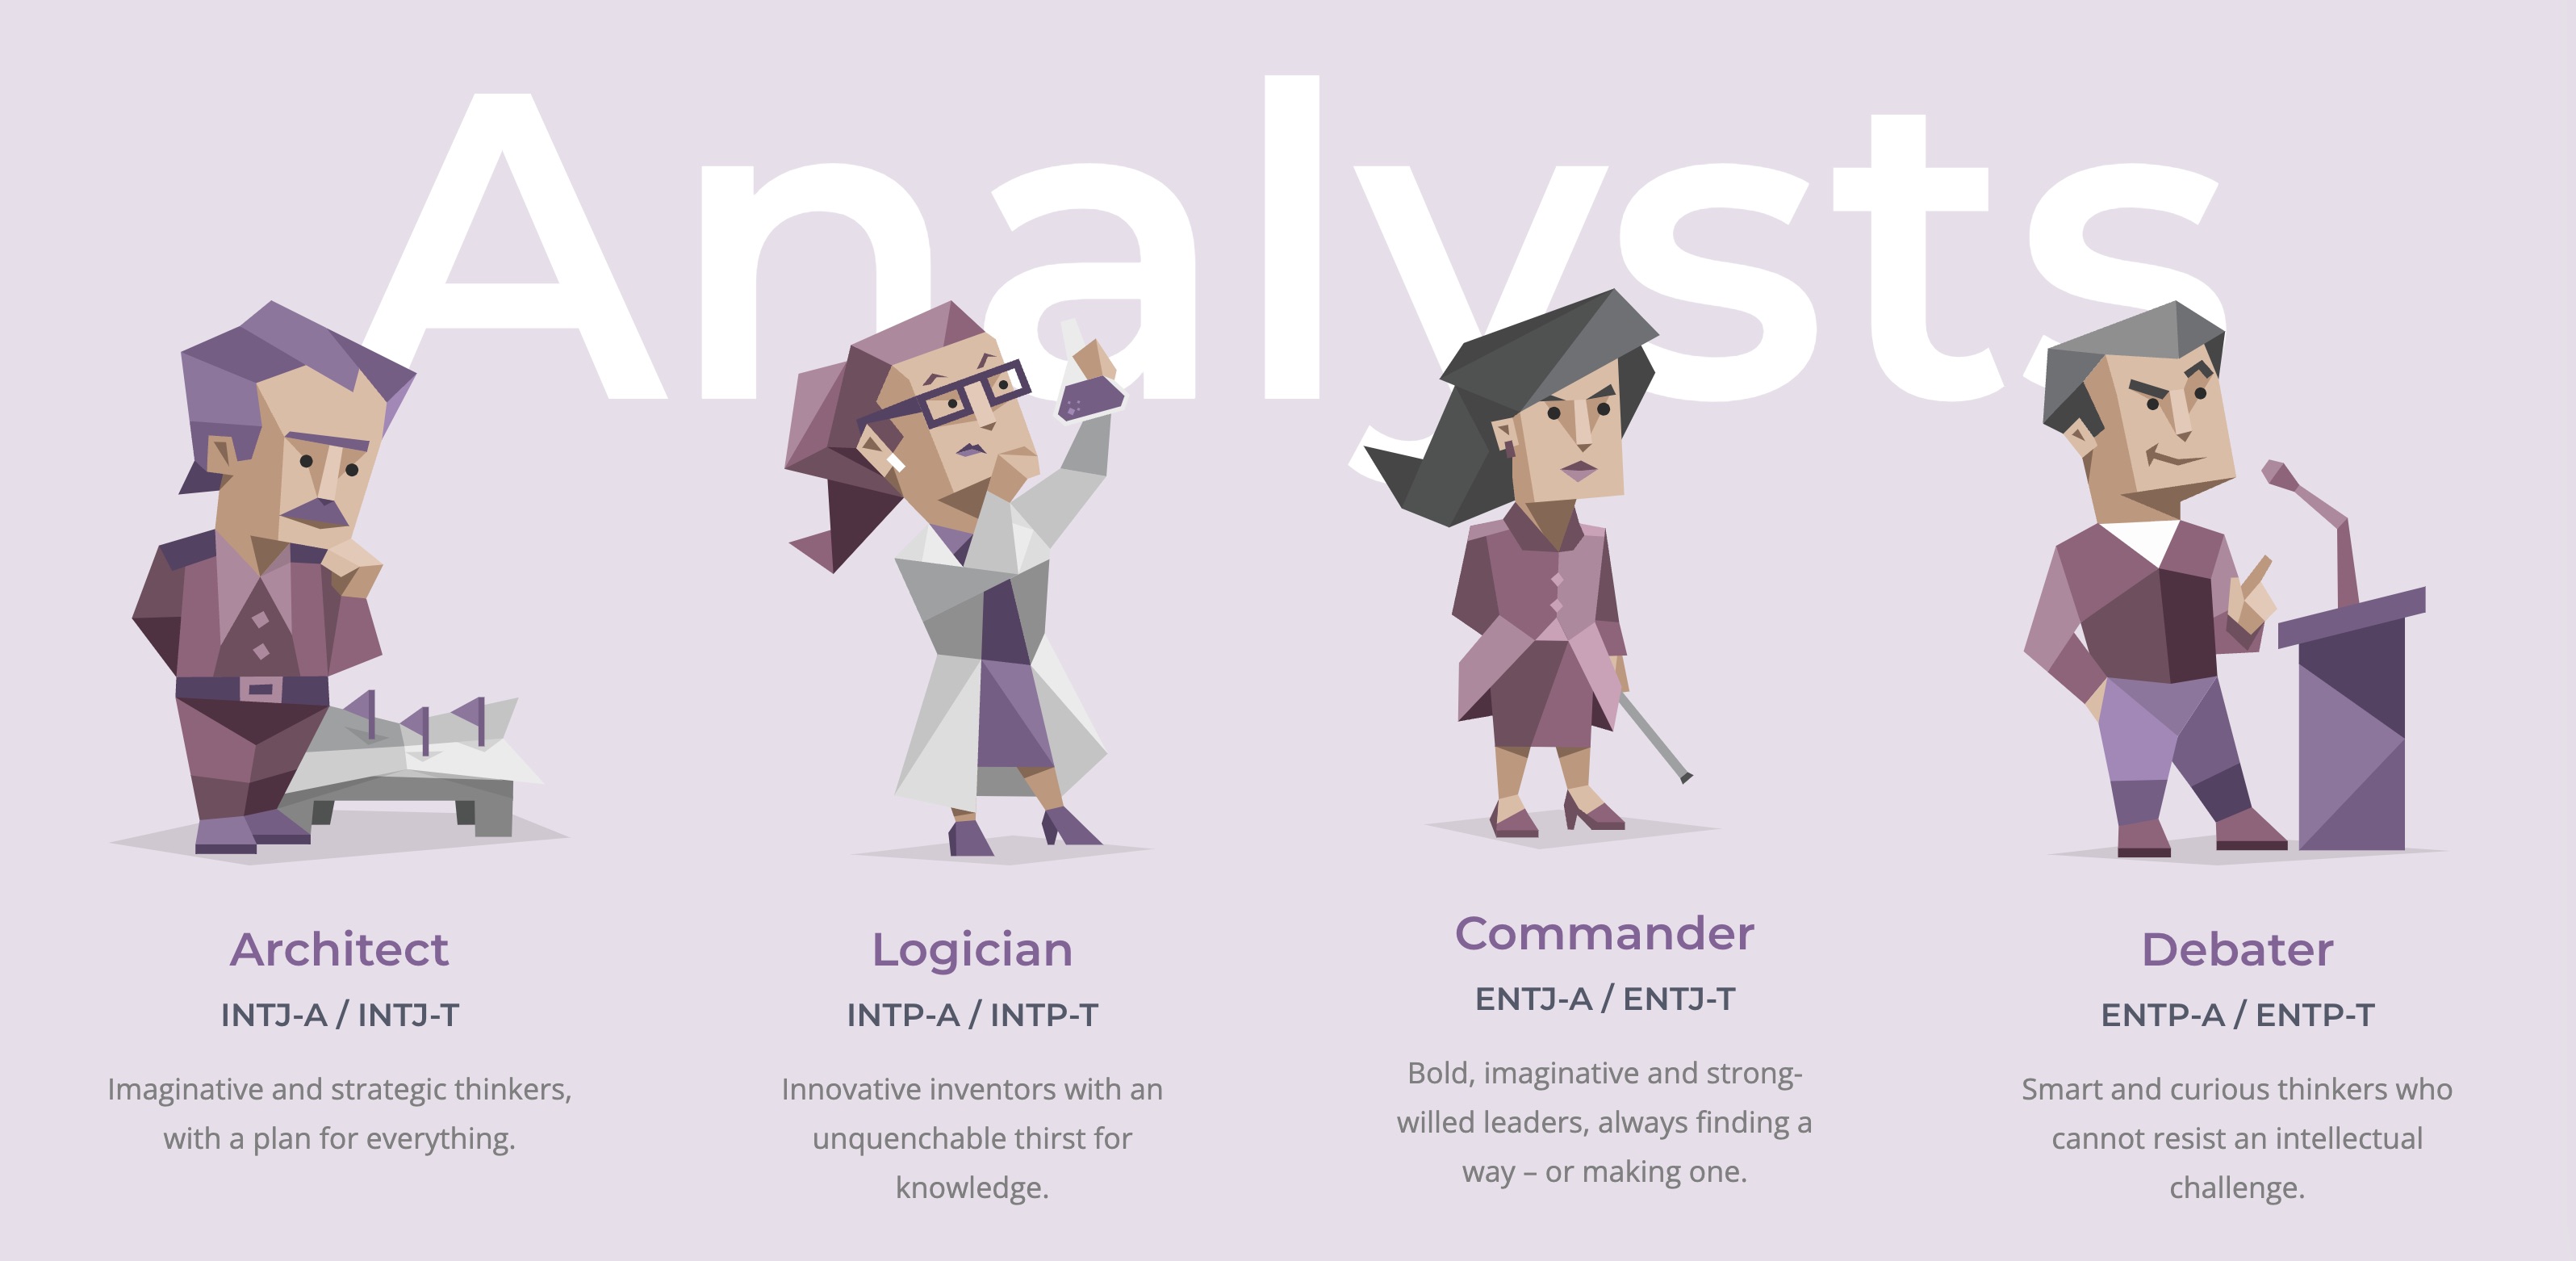 Analysts
Architect
INTJ-A / INTJ-T
Imaginative and strategic thinkers,
with a plan for everything.
Logician
INTP-A / INTP-T
Innovative inventors with an
unquenchable thirst for
knowledge.
Commander
ENTJ-A / ENTJ-T
Bold, imaginative and strong-
willed leaders, always finding a
way – or making one.
Debater
ENTP-A / ENTP-T
Smart and curious thinkers who
cannot resist an intellectual
challenge.